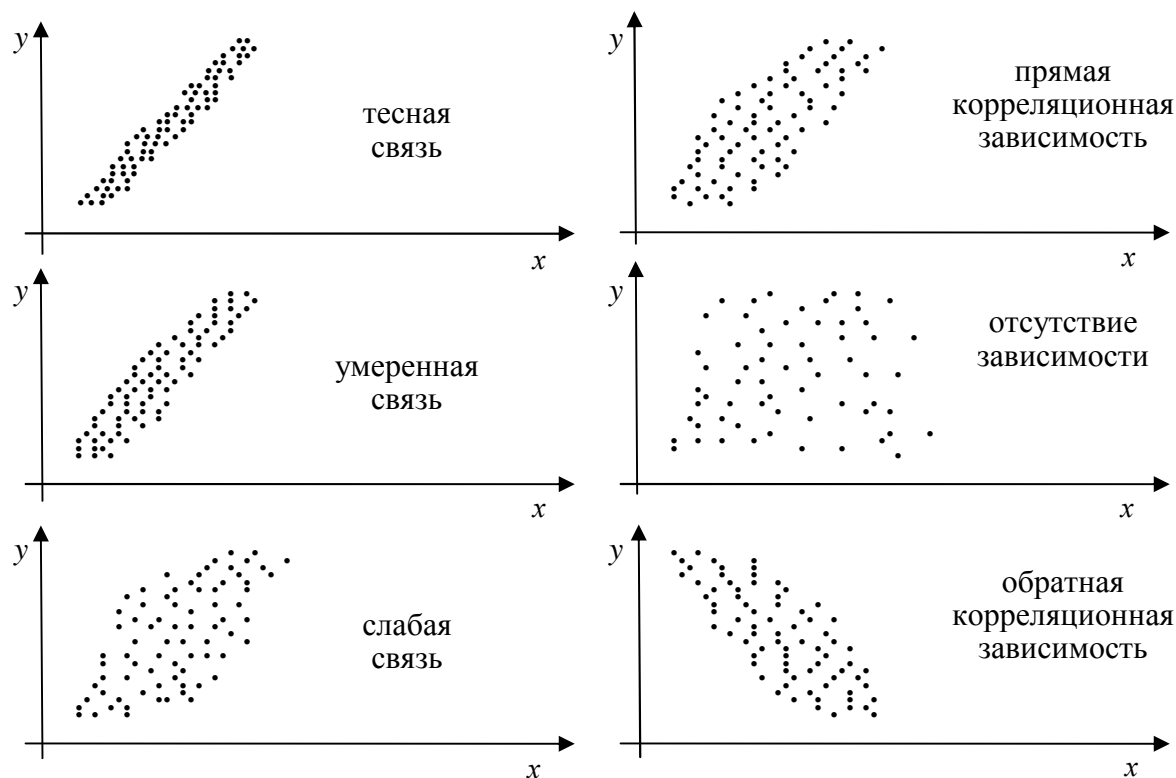 y
тесная
связь
x
y
прямая
корреляционная
зависимость
x
y
умеренная
связь
x
y
отсутствие
зависимости
x
y
слабая
связь
x
y
обратная
корреляционная
зависимость
x